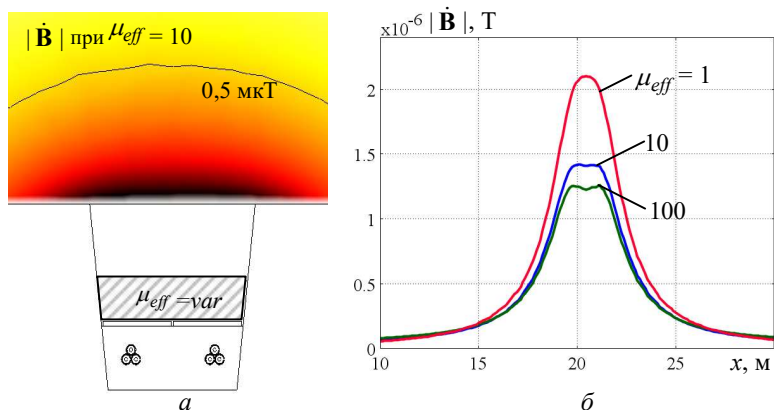 |Ḃ| при μeff = 10
0,5 мкТ
μeff =var
а
x10⁻⁶ |Ḃ|, Т
μeff = 1
10
100
2
1.5
1
0.5
0
10
15
20
25
x, м
б